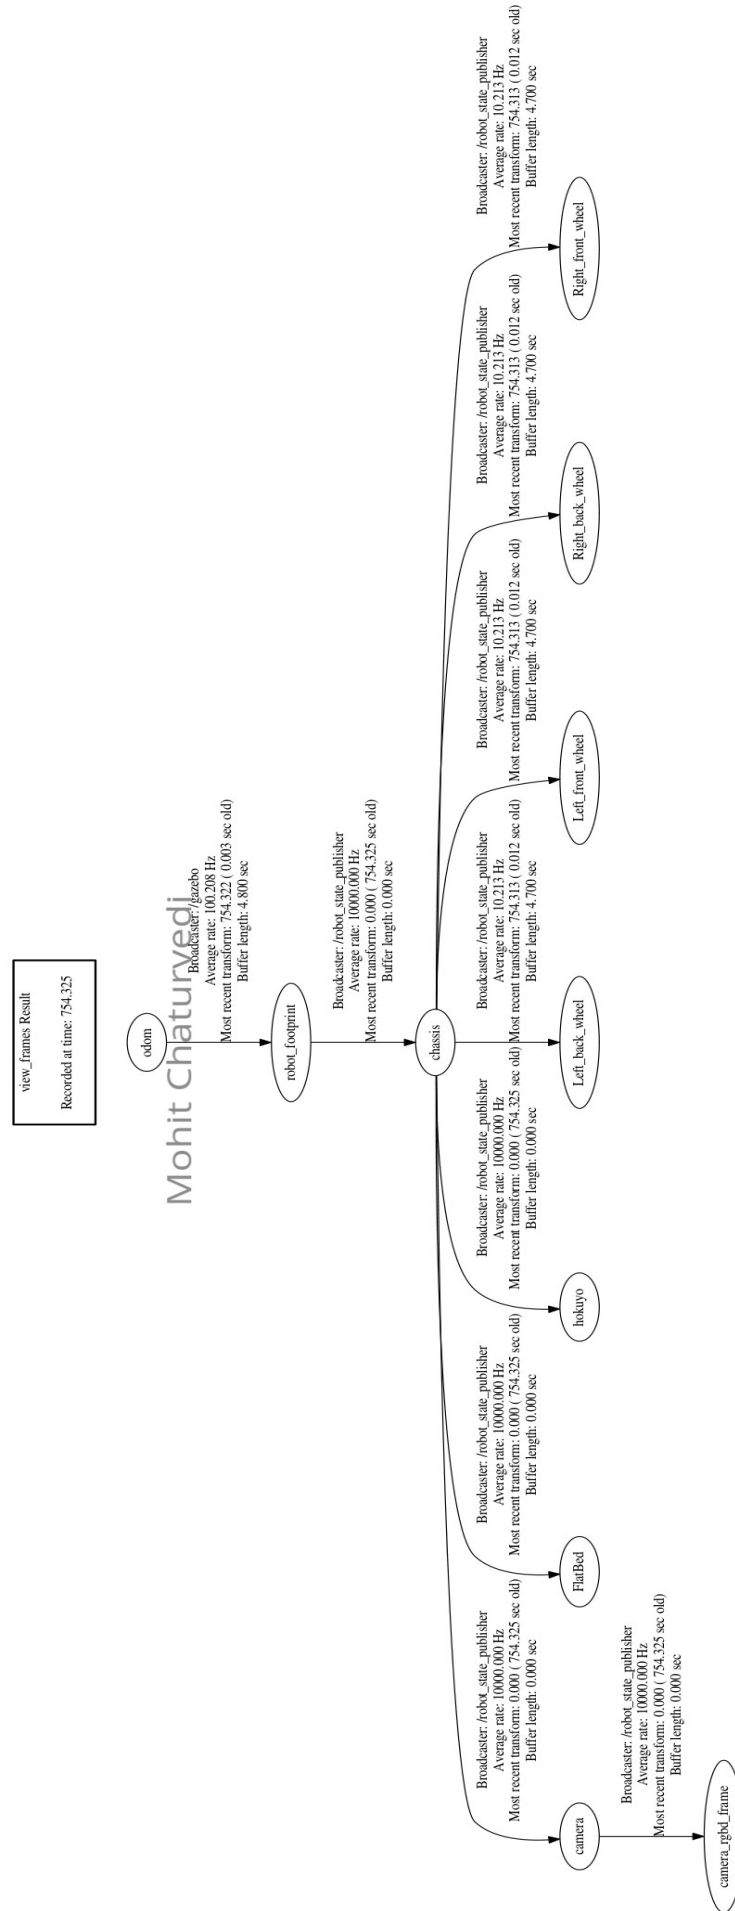 view_frames Result
Recorded at time: 754.325
odom
Broadcaster: /gazebo
Average rate: 100.208 Hz
Most recent transform: 754.322 ( 0.003 sec old)
Buffer length: 4.800 sec
Mohit Chaturvedi
robot_footprint
Broadcaster: /robot_state_publisher
Average rate: 10000.000 Hz
Most recent transform: 0.000 ( 754.325 sec old)
Buffer length: 0.000 sec
chassis
Broadcaster: /robot_state_publisher
Average rate: 10000.000 Hz
Most recent transform: 0.000 ( 754.325 sec old)
Buffer length: 0.000 sec
Broadcaster: /robot_state_publisher
Average rate: 10000.000 Hz
Most recent transform: 0.000 ( 754.325 sec old)
Buffer length: 0.000 sec
Broadcaster: /robot_state_publisher
Average rate: 10000.000 Hz
Most recent transform: 0.000 ( 754.325 sec old)
Buffer length: 0.000 sec
Broadcaster: /robot_state_publisher
Average rate: 10.213 Hz
Most recent transform: 754.313 ( 0.012 sec old)
Buffer length: 4.700 sec
Broadcaster: /robot_state_publisher
Average rate: 10.213 Hz
Most recent transform: 754.313 ( 0.012 sec old)
Buffer length: 4.700 sec
Broadcaster: /robot_state_publisher
Average rate: 10.213 Hz
Most recent transform: 754.313 ( 0.012 sec old)
Buffer length: 4.700 sec
Broadcaster: /robot_state_publisher
Average rate: 10.213 Hz
Most recent transform: 754.313 ( 0.012 sec old)
Buffer length: 4.700 sec
camera
FlatBed
hokuyo
Left_back_wheel
Left_front_wheel
Right_back_wheel
Right_front_wheel
Broadcaster: /robot_state_publisher
Average rate: 10000.000 Hz
Most recent transform: 0.000 ( 754.325 sec old)
Buffer length: 0.000 sec
camera_rgbd_frame